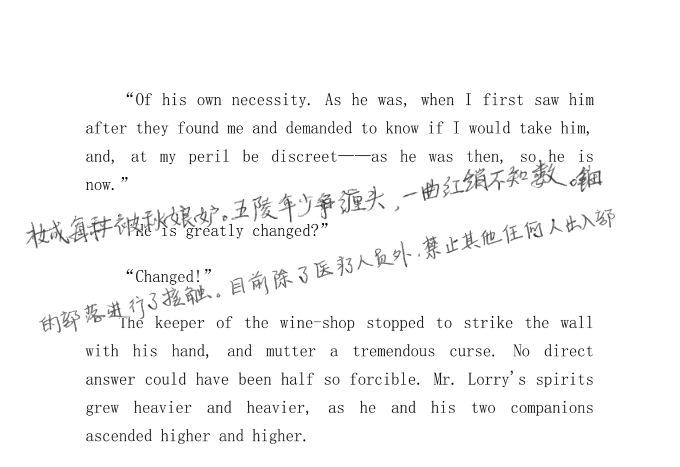 “Of his own necessity. As he was, when I first saw him
after they found me and demanded to know if I would take him,
and, at my peril be discreet——as he was then, so he is
now.”
妆成每被秋娘妒。五陵年少争缠头，一曲红绡不知数。钿
“He is greatly changed?”
“Changed!”
的部落进行了接触。目前除了医疗人员外，禁止其他任何人出入部
The keeper of the wine-shop stopped to strike the wall
with his hand, and mutter a tremendous curse. No direct
answer could have been half so forcible. Mr. Lorry's spirits
grew heavier and heavier, as he and his two companions
ascended higher and higher.